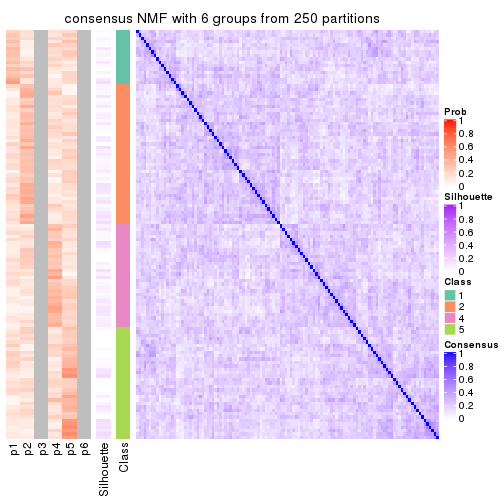 consensus NMF with 6 groups from 250 partitions
Prob
1
0.8
0.6
0.4
0.2
0
Silhouette
1
0.8
0.6
0.4
0.2
0
Class
1
2
4
5
Consensus
1
0.8
0.6
0.4
0.2
0
p1
p2
p3
p4
p5
p6
Silhouette
Class